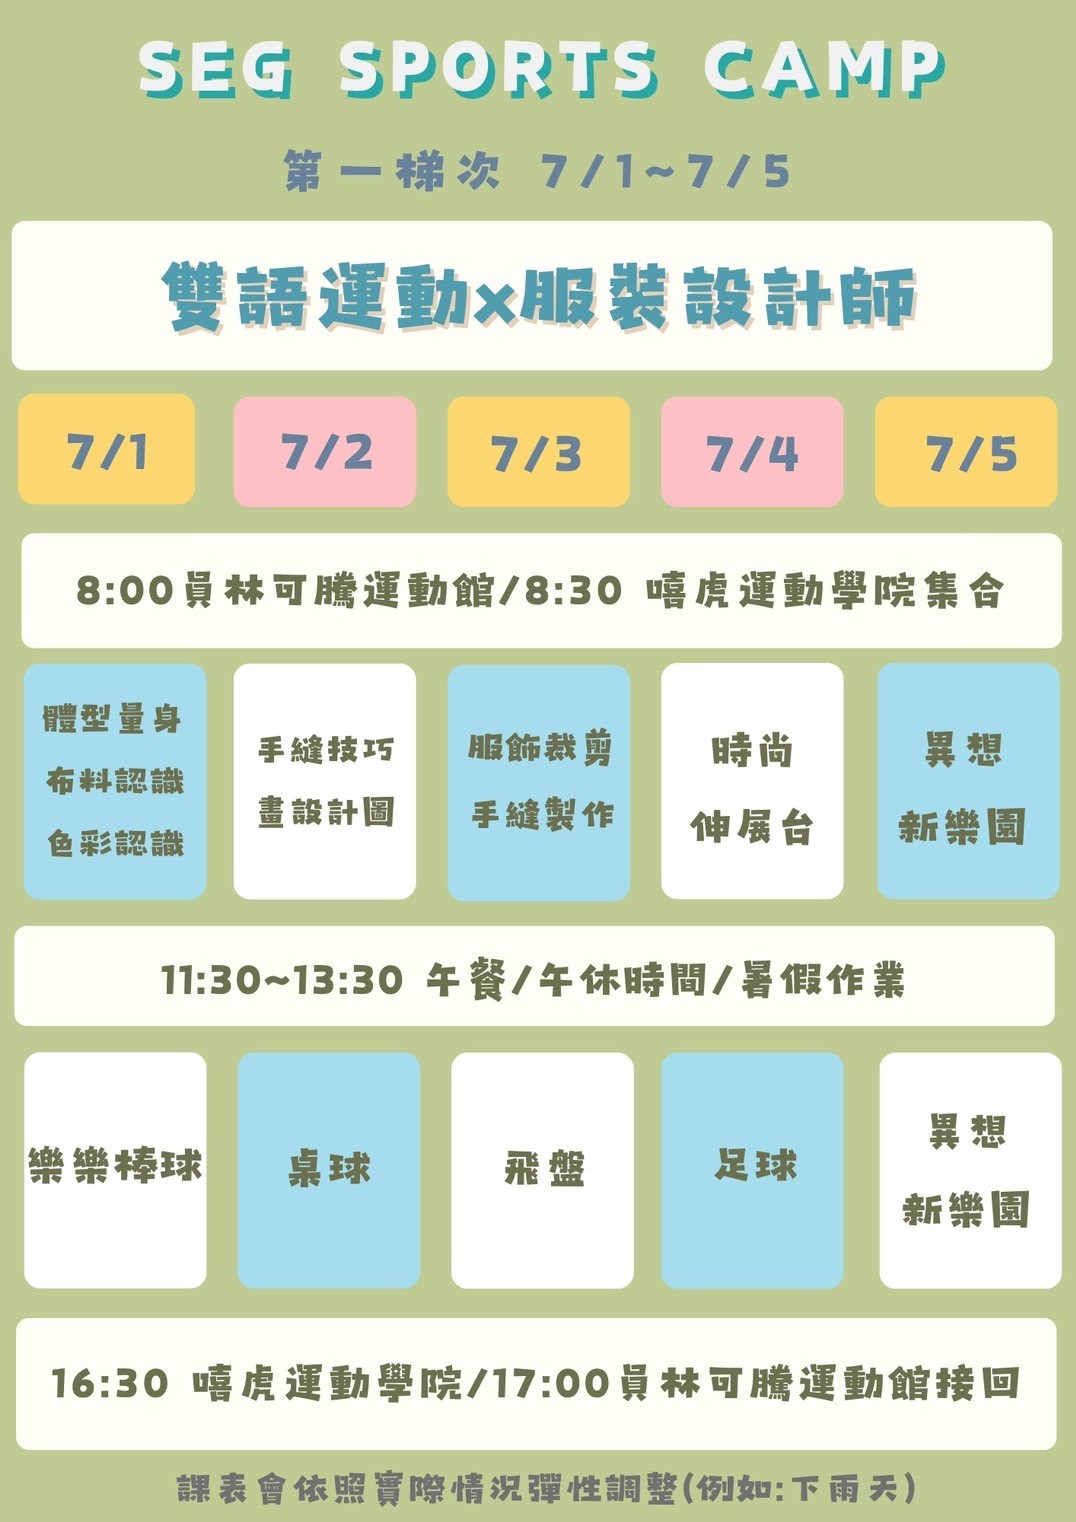 SEG SPORTS CAMP
第一梯次 7/1~7/5
雙語運動x服裝設計師
7/1
7/2
7/3
7/4
7/5
8:00員林可騰運動館/8:30 嘻虎運動學院集合
體型量身
布料認識
色彩認識
手縫技巧
畫設計圖
服飾裁剪
手縫製作
時尚
伸展台
異想
新樂園
11:30~13:30 午餐/午休時間/暑假作業
樂樂棒球
桌球
飛盤
足球
異想
新樂園
16:30 嘻虎運動學院/17:00員林可騰運動館接回
課表會依照實際情況彈性調整(例如:下雨天)